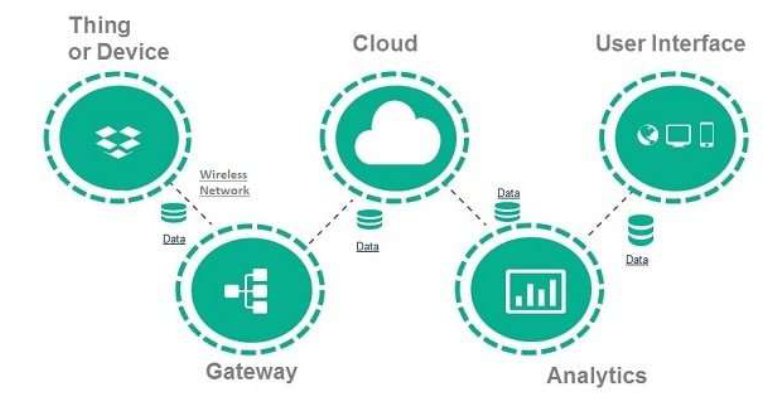 Thing
or Device
Cloud
User Interface
Wireless
Network
Data
Data
Data
Data
Gateway
Analytics